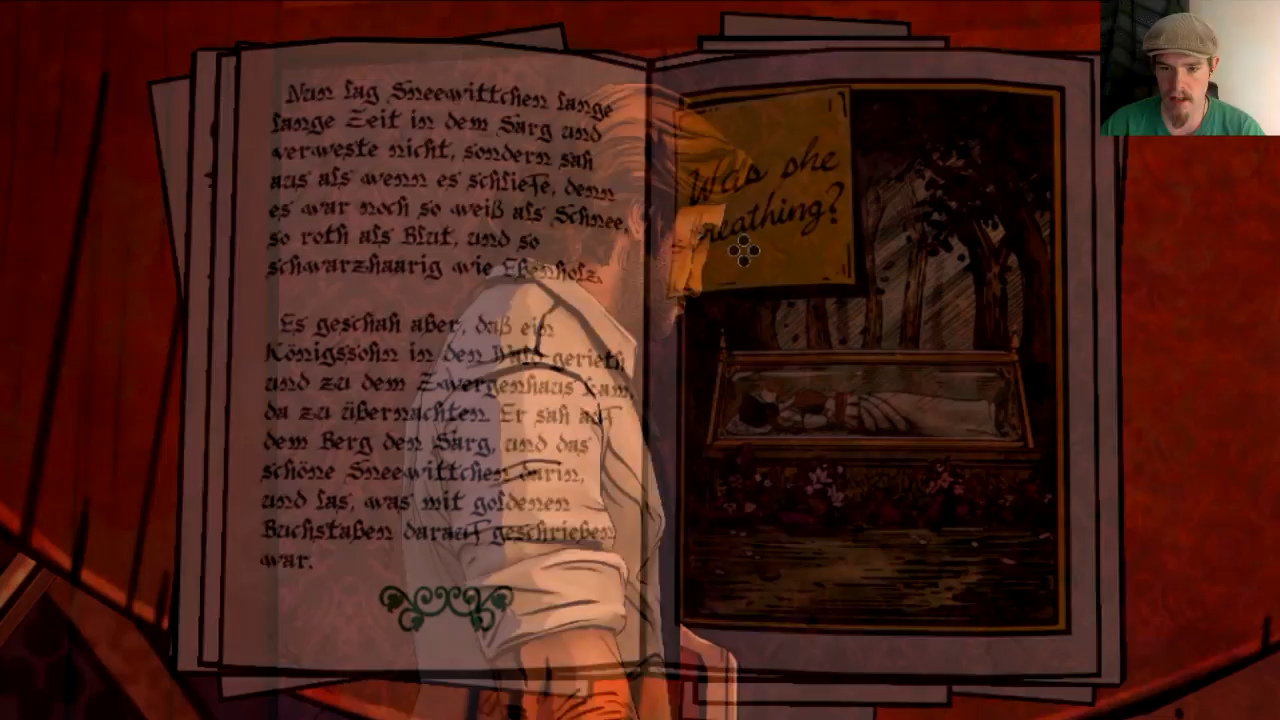 Nun lag Sneewittchen lange
lange Zeit in dem Sarg und
verweste nicht, sondern sah
aus als wenn es schliefe, denn
es war noch so weiß als Schnee,
so roth als Blut, und so
schwarzhaarig wie Ebenholz.
Es geschah aber, daß ein
Königssohn in den Wald gerieth
und zu dem Zwergenhaus kam,
da zu übernachten. Er sah auf
dem Berg den Sarg, und das
schöne Sneewittchen darin,
und las, was mit goldenen
Buchstaben darauf geschrieben
war.
Was she
breathing?